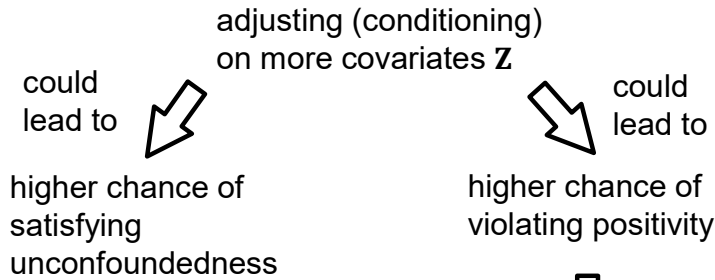 adjusting (conditioning)
on more covariates Z
could
lead to
could
lead to
higher chance of
satisfying
unconfoundedness
higher chance of
violating positivity